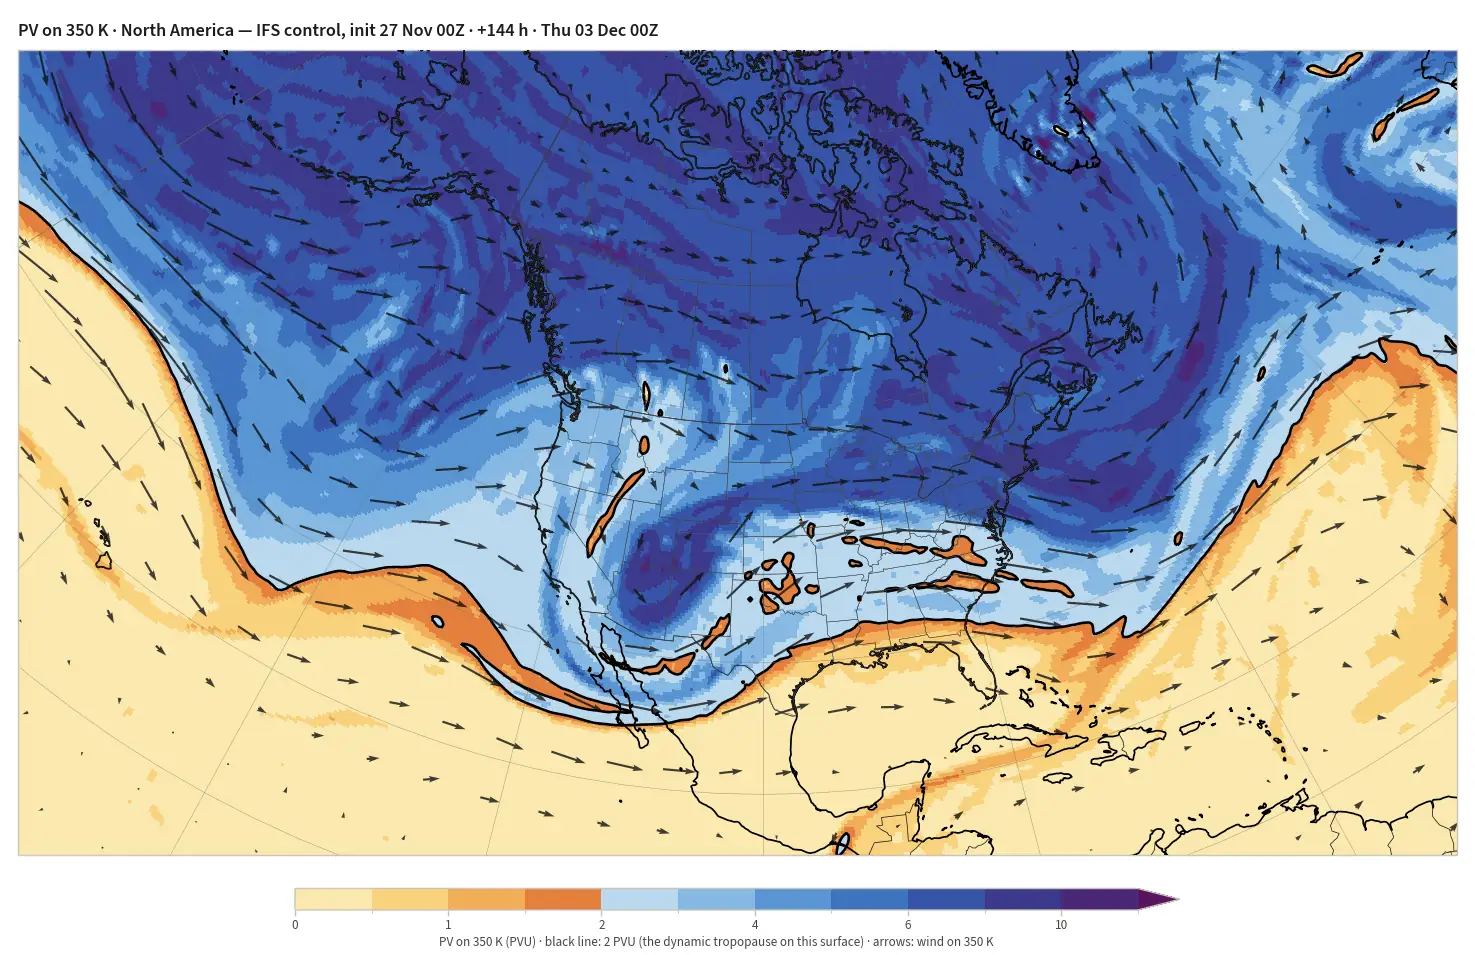 PV on 350 K · North America — IFS control, init 27 Nov 00Z · +144 h · Thu 03 Dec 00Z
0 1 2 4 6 10
PV on 350 K (PVU) · black line: 2 PVU (the dynamic tropopause on this surface) · arrows: wind on 350 K